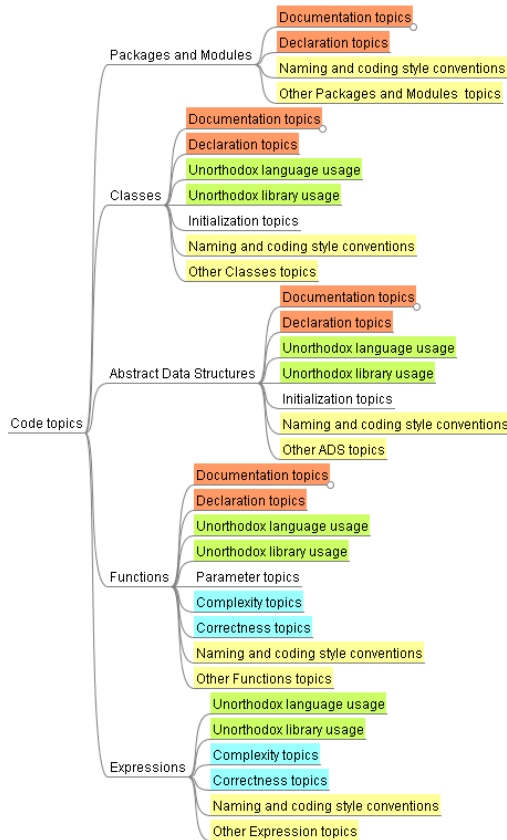 Code topics
Packages and Modules
Documentation topics
Declaration topics
Naming and coding style conventions
Other Packages and Modules topics
Classes
Documentation topics
Declaration topics
Unorthodox language usage
Unorthodox library usage
Initialization topics
Naming and coding style conventions
Other Classes topics
Abstract Data Structures
Documentation topics
Declaration topics
Unorthodox language usage
Unorthodox library usage
Initialization topics
Naming and coding style conventions
Other ADS topics
Functions
Documentation topics
Declaration topics
Unorthodox language usage
Unorthodox library usage
Parameter topics
Complexity topics
Correctness topics
Naming and coding style conventions
Other Functions topics
Expressions
Unorthodox language usage
Unorthodox library usage
Complexity topics
Correctness topics
Naming and coding style conventions
Other Expression topics